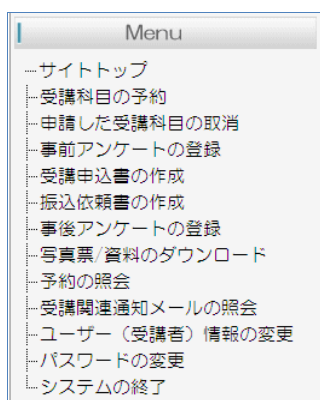 Menu
サイトトップ
受講科目の予約
申請した受講科目の取消
事前アンケートの登録
受講申込書の作成
振込依頼書の作成
事後アンケートの登録
写真票/資料のダウンロード
予約の照会
受講関連通知メールの照会
ユーザー（受講者）情報の変更
パスワードの変更
システムの終了